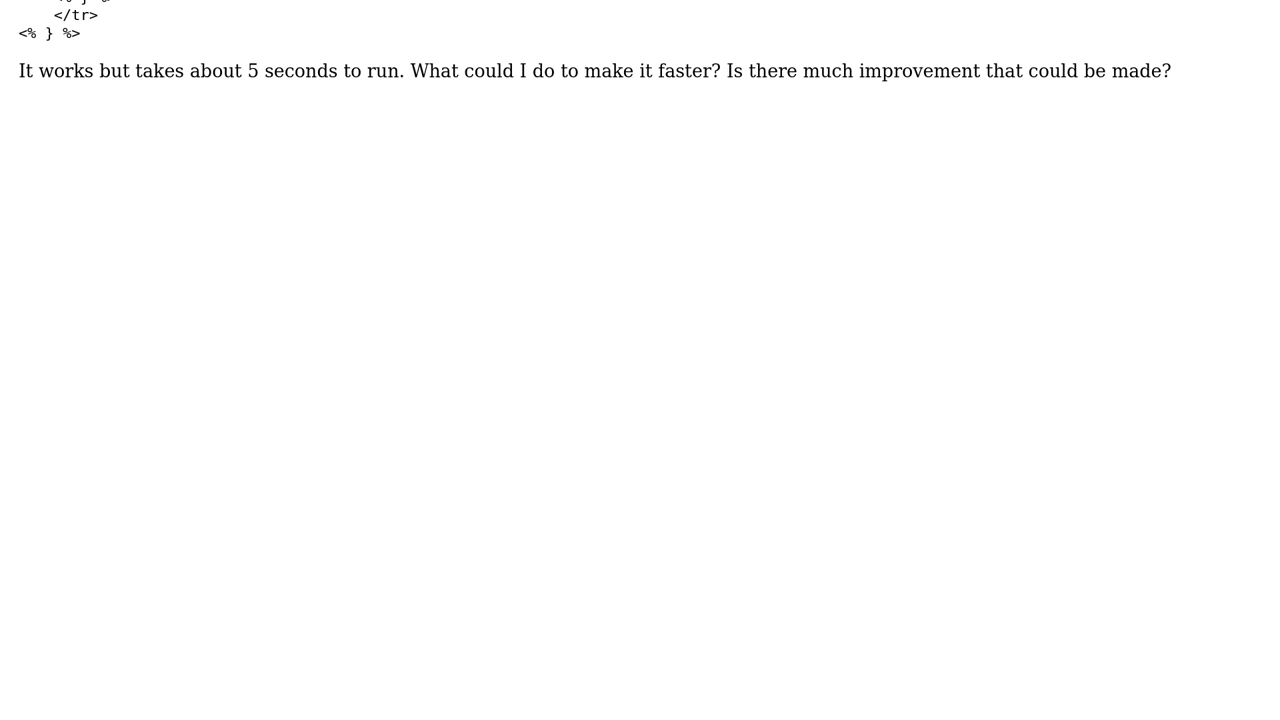 </tr>
<% } %>
It works but takes about 5 seconds to run. What could I do to make it faster? Is there much improvement that could be made?